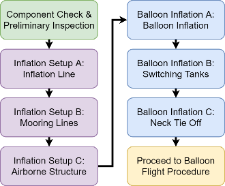 Component Check &
Preliminary Inspection
Inflation Setup A:
Inflation Line
Inflation Setup B:
Mooring Lines
Inflation Setup C:
Airborne Structure
Balloon Inflation A:
Balloon Inflation
Balloon Inflation B:
Switching Tanks
Balloon Inflation C:
Neck Tie Off
Proceed to Balloon
Flight Procedure